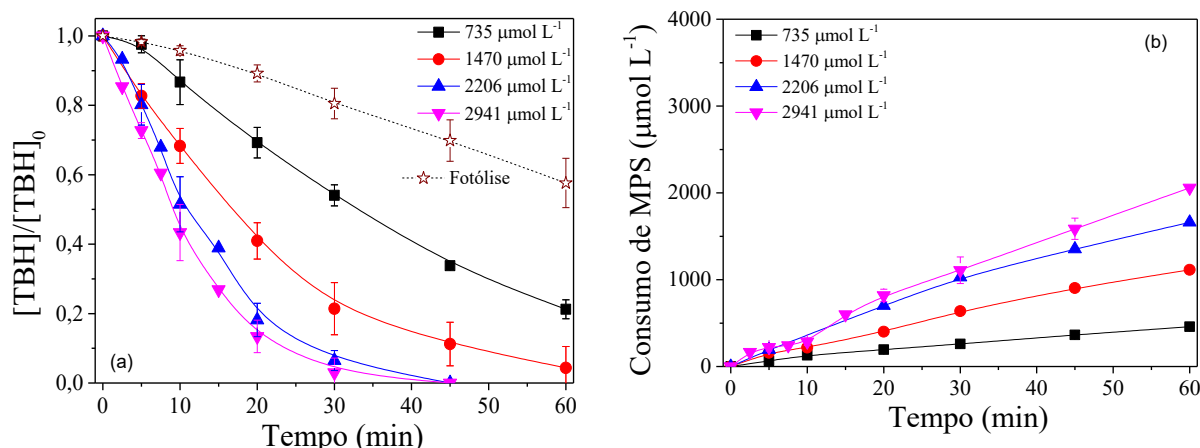 [TBH]/[TBH]0
1,0
0,8
0,6
0,4
0,2
0,0
735 µmol L-1
1470 µmol L-1
2206 µmol L-1
2941 µmol L-1
Fotólise
(a)
0 10 20 30 40 50 60
Tempo (min)
Consumo de MPS (µmol L-1)
4000
3000
2000
1000
0
735 µmol L-1
1470 µmol L-1
2206 µmol L-1
2941 µmol L-1
(b)
0 10 20 30 40 50 60
Tempo (min)